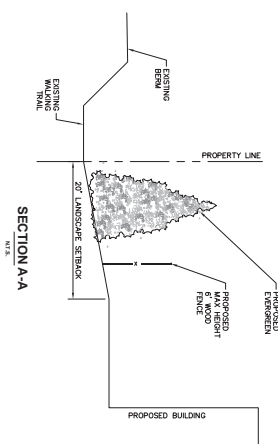 EXISTING
BERM
EXISTING
WALKING
TRAIL
PROPERTY LINE
20' LANDSCAPE SETBACK
PROPOSED
EVERGREEN
PROPOSED
MAX HEIGHT
6' WOOD
FENCE
X
PROPOSED BUILDING
SECTION A-A
N.T.S.